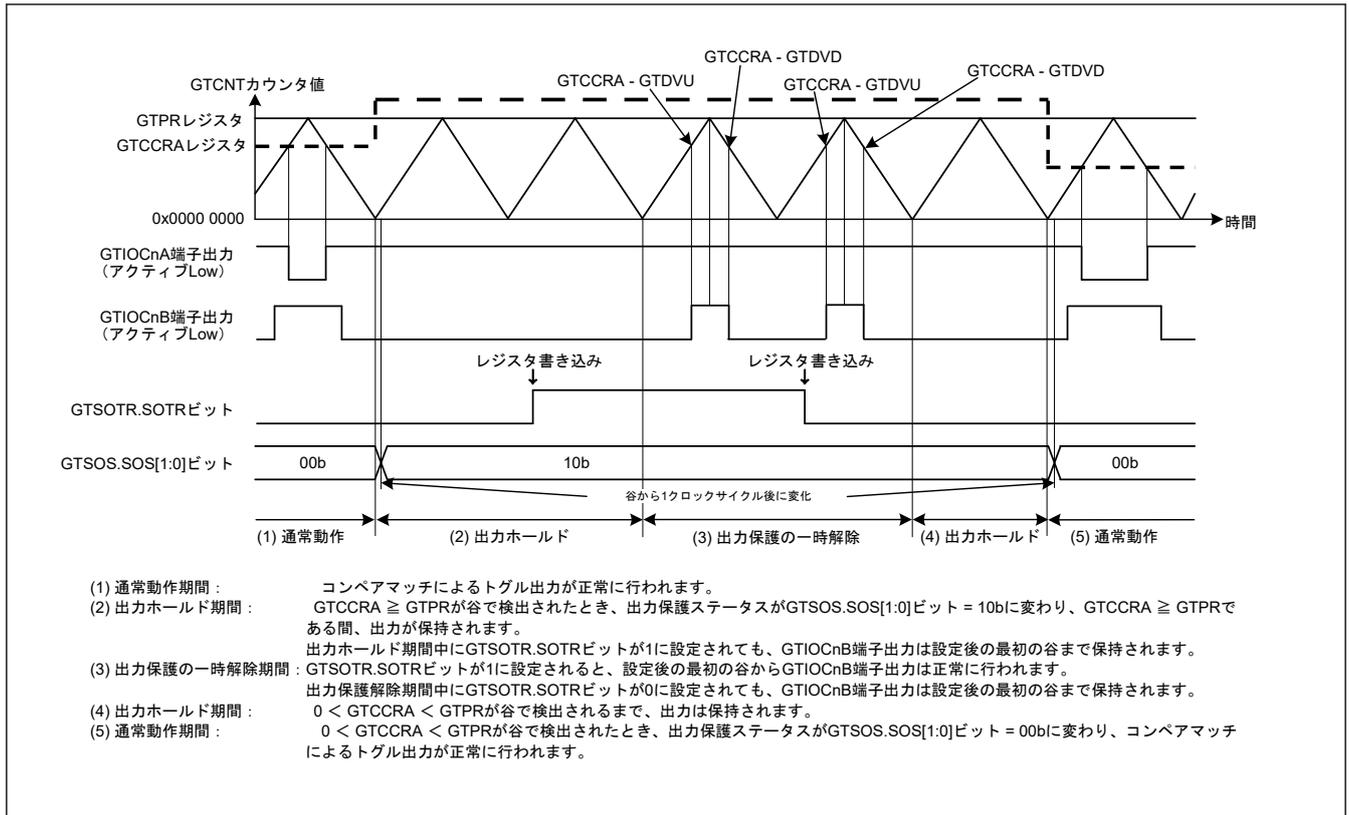 GTCCRA - GTDVD
GTCCRA - GTDVU
GTCCRA - GTDVU
GTCCRA - GTDVD
GTCNTカウンタ値
GTPRレジスタ
GTCCRAレジスタ
0x0000 0000
時間
GTIOCnA端子出力
（アクティブLow）
GTIOCnB端子出力
（アクティブLow）
レジスタ書き込み
レジスタ書き込み
GTSOTR.SOTRビット
GTSOS.SOS[1:0]ビット
00b
10b
00b
谷から1クロックサイクル後に変化
(1) 通常動作
(2) 出力ホールド
(3) 出力保護の一時解除
(4) 出力ホールド
(5) 通常動作
(1) 通常動作期間： コンペアマッチによるトグル出力が正常に行われます。
(2) 出力ホールド期間： GTCCRA ≧ GTPRが谷で検出されたとき、出力保護ステータスがGTSOS.SOS[1:0]ビット = 10bに変わり、GTCCRA ≧ GTPRで
ある間、出力が保持されます。
出力ホールド期間中にGTSOTR.SOTRビットが1に設定されても、GTIOCnB端子出力は設定後の最初の谷まで保持されます。
(3) 出力保護の一時解除期間：GTSOTR.SOTRビットが1に設定されると、設定後の最初の谷からGTIOCnB端子出力は正常に行われます。
出力保護解除期間中にGTSOTR.SOTRビットが0に設定されても、GTIOCnB端子出力は設定後の最初の谷まで保持されます。
(4) 出力ホールド期間： 0 ＜ GTCCRA ＜ GTPRが谷で検出されるまで、出力は保持されます。
(5) 通常動作期間： 0 ＜ GTCCRA ＜ GTPRが谷で検出されたとき、出力保護ステータスがGTSOS.SOS[1:0]ビット = 00bに変わり、コンペアマッチ
によるトグル出力が正常に行われます。